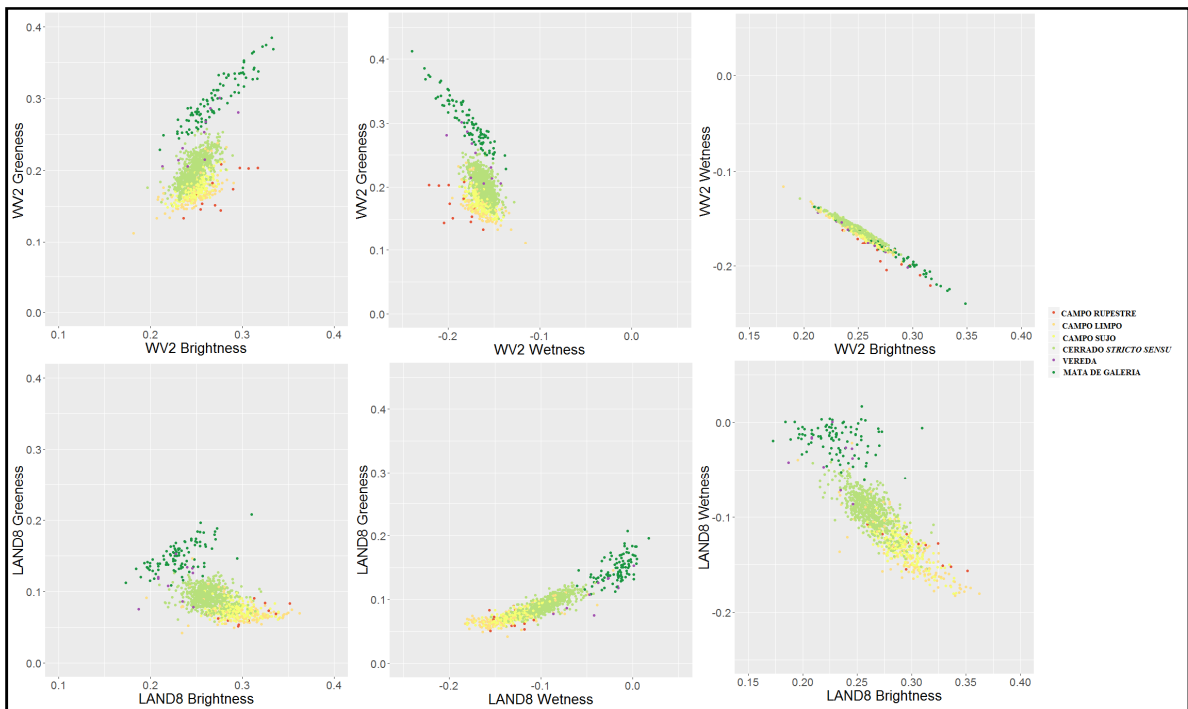 0.4
0.3
0.2
0.1
0.0
WV2 Greeness
0.1 0.2 0.3 0.4
WV2 Brightness
0.4
0.3
0.2
0.1
0.0
WV2 Greeness
-0.2 -0.1 0.0
WV2 Wetness
0.0
-0.1
-0.2
WV2 Wetness
0.15 0.20 0.25 0.30 0.35 0.40
WV2 Brightness
CAMPO RUPESTRE
CAMPO LIMPO
CAMPO SUJO
CERRADO STRICTO SENSU
VEREDA
MATA DE GALERIA
0.4
0.3
0.2
0.1
0.0
LAND8 Greeness
0.1 0.2 0.3 0.4
LAND8 Brightness
0.4
0.3
0.2
0.1
0.0
LAND8 Greeness
-0.2 -0.1 0.0
LAND8 Wetness
0.0
-0.1
-0.2
LAND8 Wetness
0.15 0.20 0.25 0.30 0.35 0.40
LAND8 Brightness